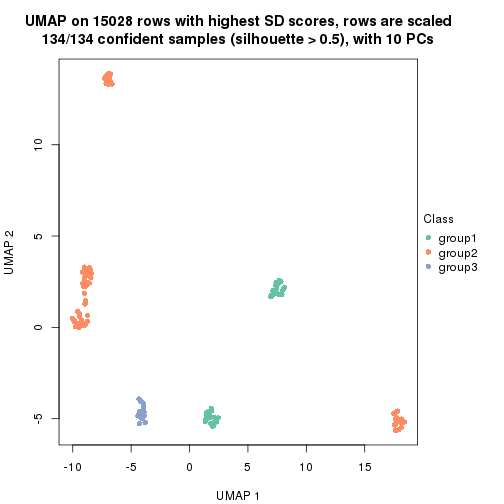 UMAP on 15028 rows with highest SD scores, rows are scaled
134/134 confident samples (silhouette > 0.5), with 10 PCs
UMAP 2
10
5
0
-5
-10
-5
0
5
10
15
UMAP 1
Class
group1
group2
group3